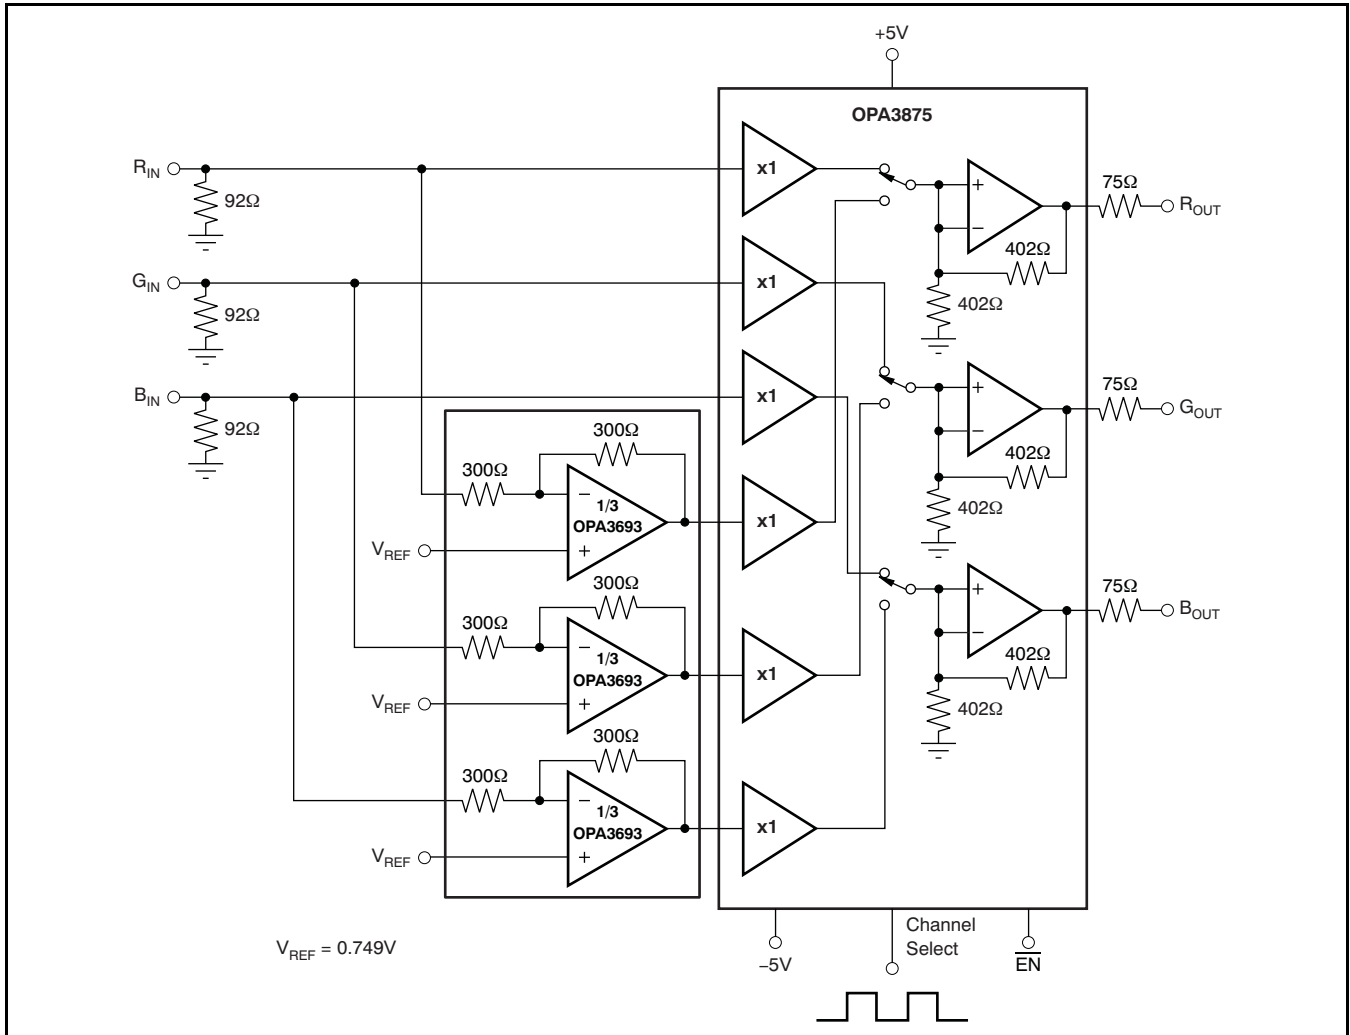 +5V
OPA3875
R_IN
92Ω
x1
75Ω
R_OUT
+
−
402Ω
402Ω
G_IN
92Ω
x1
75Ω
G_OUT
+
−
402Ω
402Ω
B_IN
92Ω
x1
300Ω
300Ω
−
1/3
OPA3693
+
V_REF
x1
75Ω
B_OUT
+
−
402Ω
402Ω
300Ω
300Ω
−
1/3
OPA3693
+
V_REF
x1
300Ω
300Ω
−
1/3
OPA3693
+
V_REF
x1
V_REF = 0.749V
−5V
Channel
Select
EN